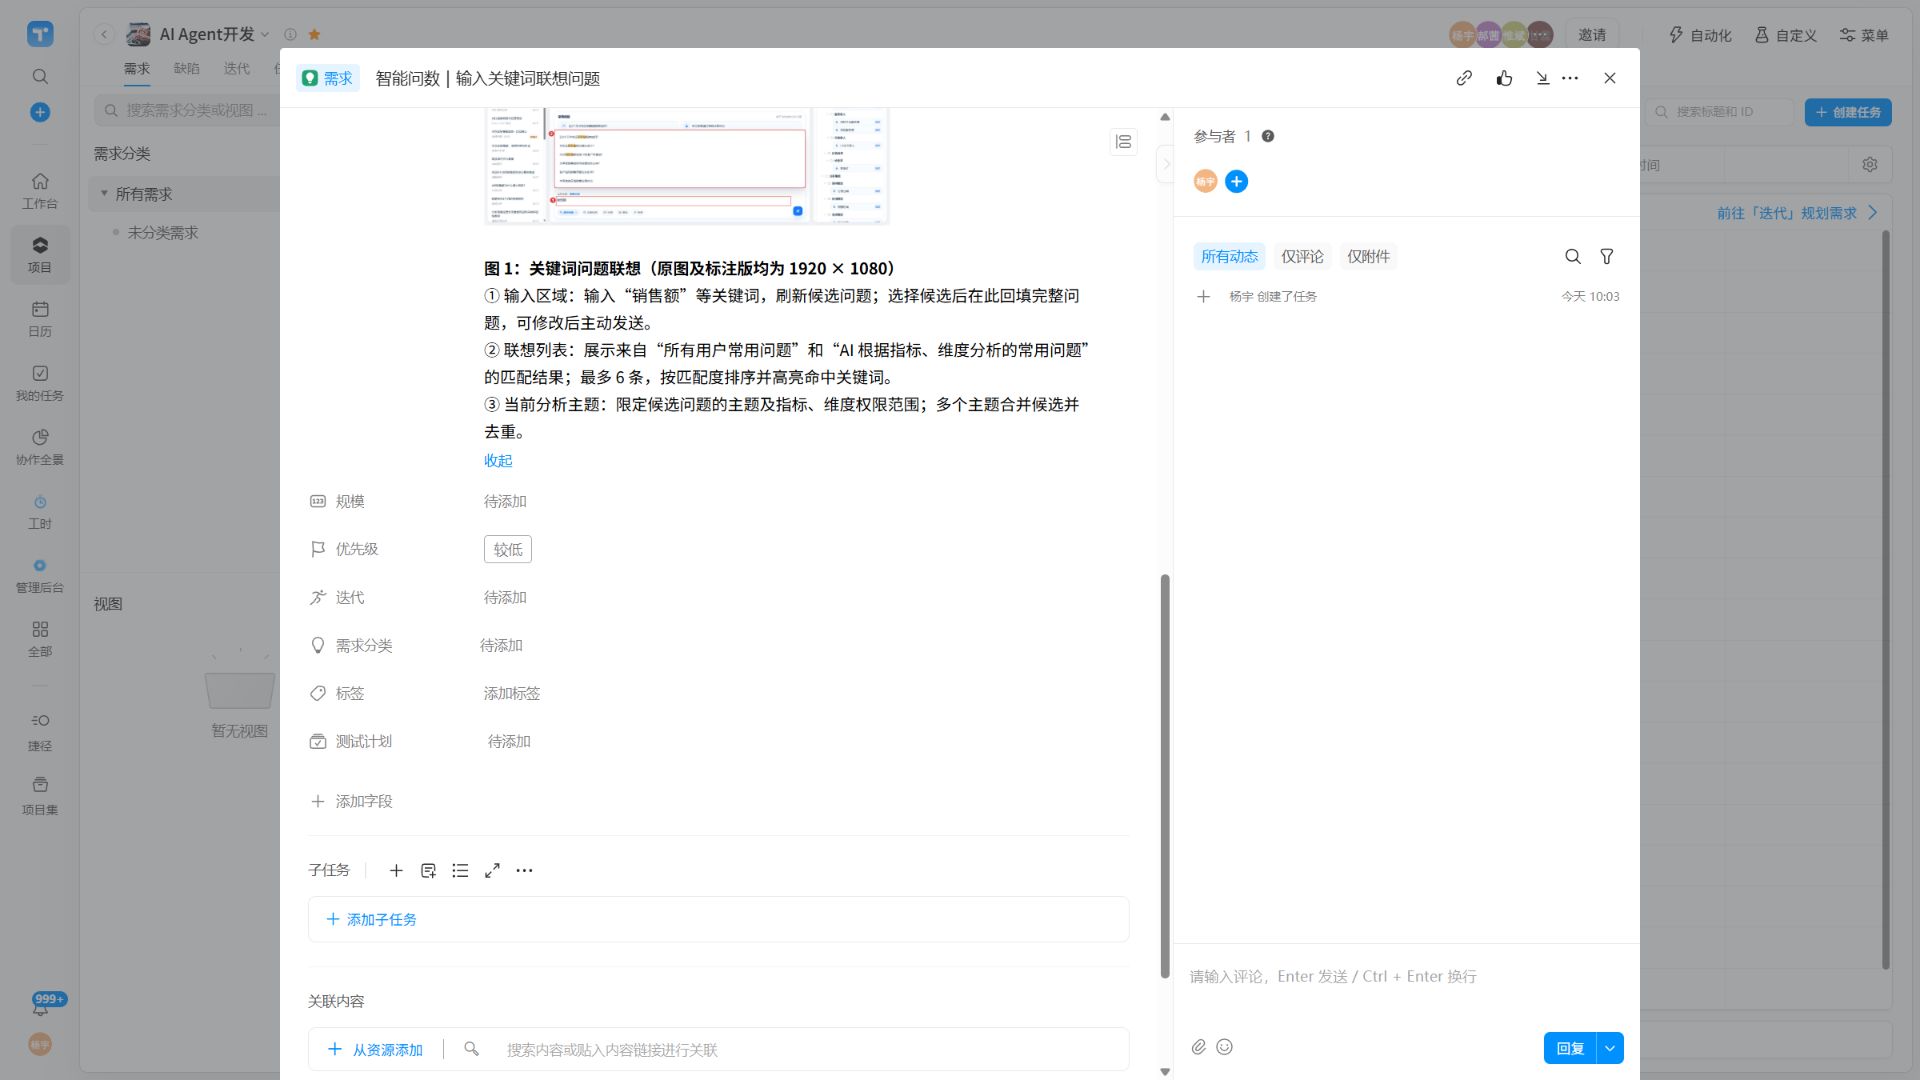 AI Agent开发
邀请
自动化
自定义
菜单
需求
缺陷
迭代
搜索需求分类或视图 ...
搜索标题和 ID
创建任务
需求分类
所有需求
未分类需求
视图
暂无视图
前往「迭代」规划需求
时间
工作台
项目
日历
我的任务
协作全景
工时
管理后台
全部
捷径
项目集
999+
杨宇
需求
智能问数 | 输入关键词联想问题
图 1：关键词问题联想（原图及标注版均为 1920 × 1080）
① 输入区域：输入“销售额”等关键词，刷新候选问题；选择候选后在此回填完整问
题，可修改后主动发送。
② 联想列表：展示来自“所有用户常用问题”和“AI 根据指标、维度分析的常用问题”
的匹配结果；最多 6 条，按匹配度排序并高亮命中关键词。
③ 当前分析主题：限定候选问题的主题及指标、维度权限范围；多个主题合并候选并
去重。
收起
规模
待添加
优先级
较低
迭代
待添加
需求分类
待添加
标签
添加标签
测试计划
待添加
添加字段
子任务
添加子任务
关联内容
从资源添加
搜索内容或贴入内容链接进行关联
参与者 1
杨宇
所有动态
仅评论
仅附件
杨宇 创建了任务
今天 10:03
请输入评论，Enter 发送 / Ctrl + Enter 换行
回复